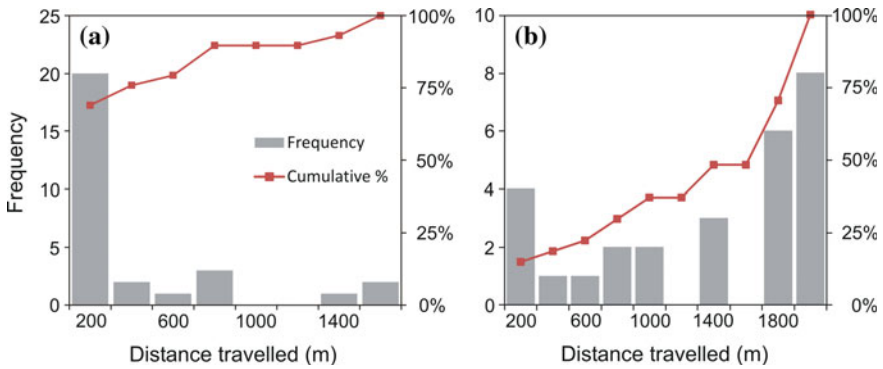 (a)
Frequency
25
20
15
10
5
0
100%
75%
50%
25%
0%
Frequency
Cumulative %
200 600 1000 1400
Distance travelled (m)
(b)
10
8
6
4
2
0
100%
75%
50%
25%
0%
200 600 1000 1400 1800
Distance travelled (m)